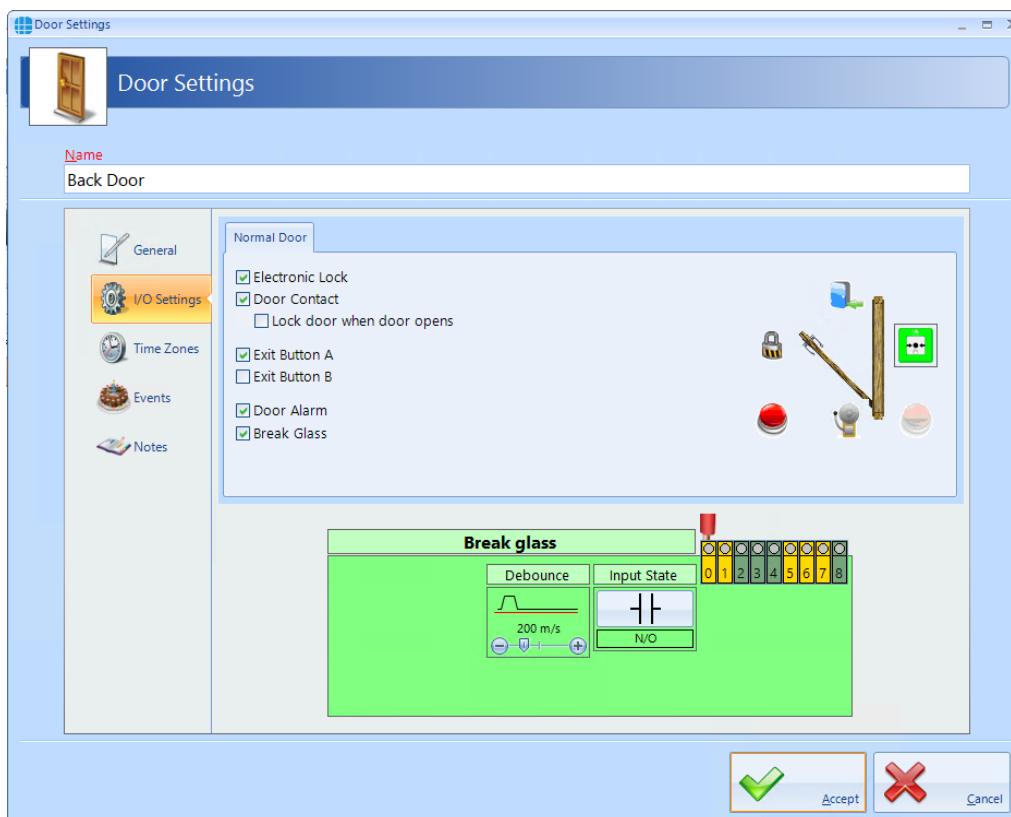 Door Settings
Door Settings
Name
Back Door
General
I/O Settings
Time Zones
Events
Notes
Normal Door
Electronic Lock
Door Contact
Lock door when door opens
Exit Button A
Exit Button B
Door Alarm
Break Glass
Break glass
Debounce
Input State
0 1 2 3 4 5 6 7 8
200 m/s
N/O
Accept
Cancel